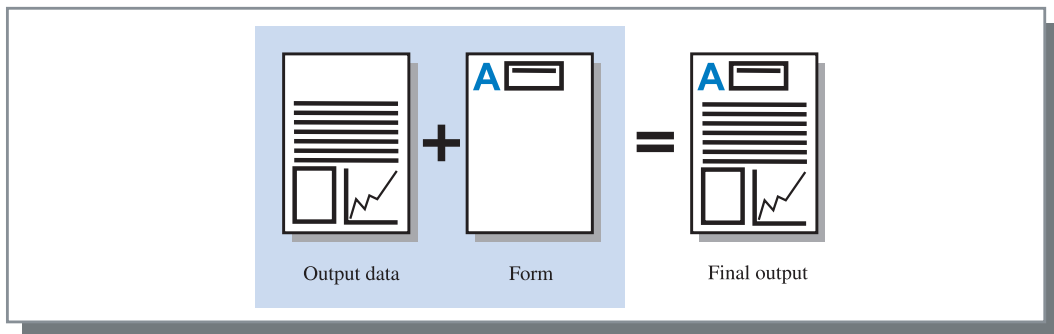 A
A
+
=
Output data
Form
Final output